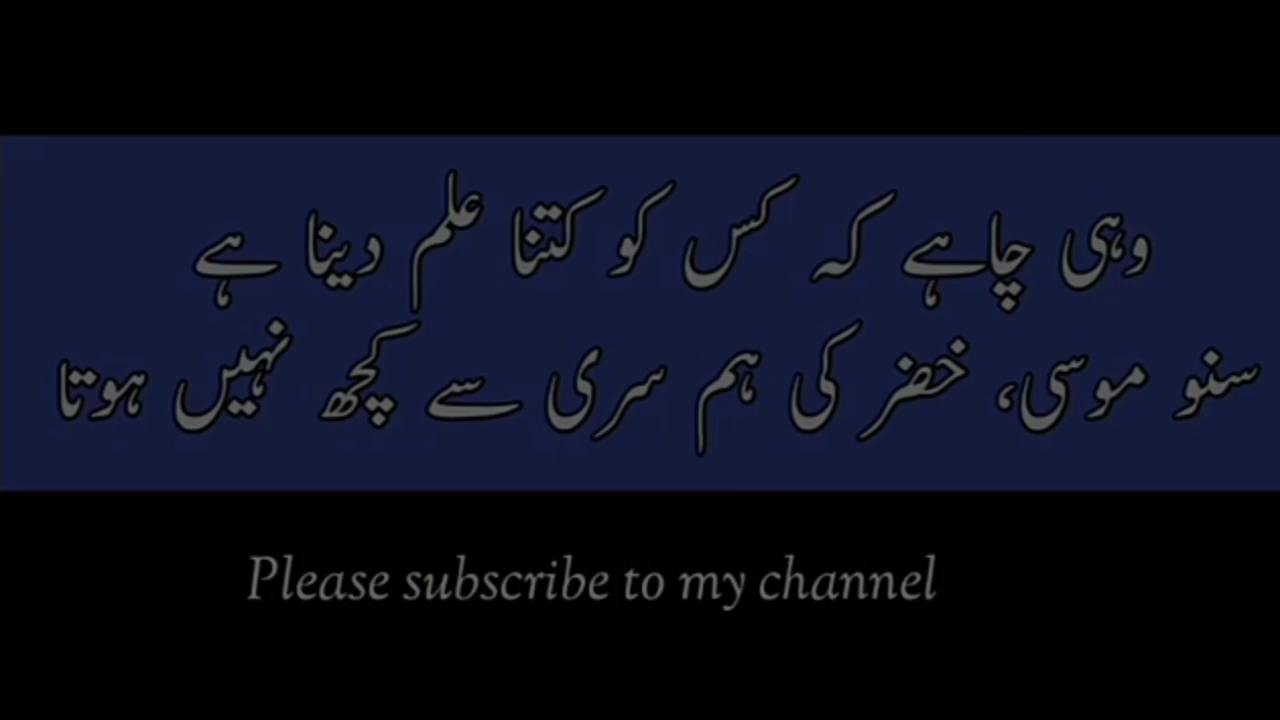 وہی چاہے کہ کس کو کتنا علم دینا ہے
سنو موسی، خضر کی ہم سری سے کچھ نہیں ہوتا
Please subscribe to my channel